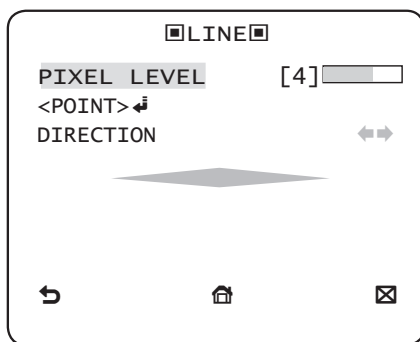 ▣LINE▣
PIXEL LEVEL [4]
<POINT>
DIRECTION